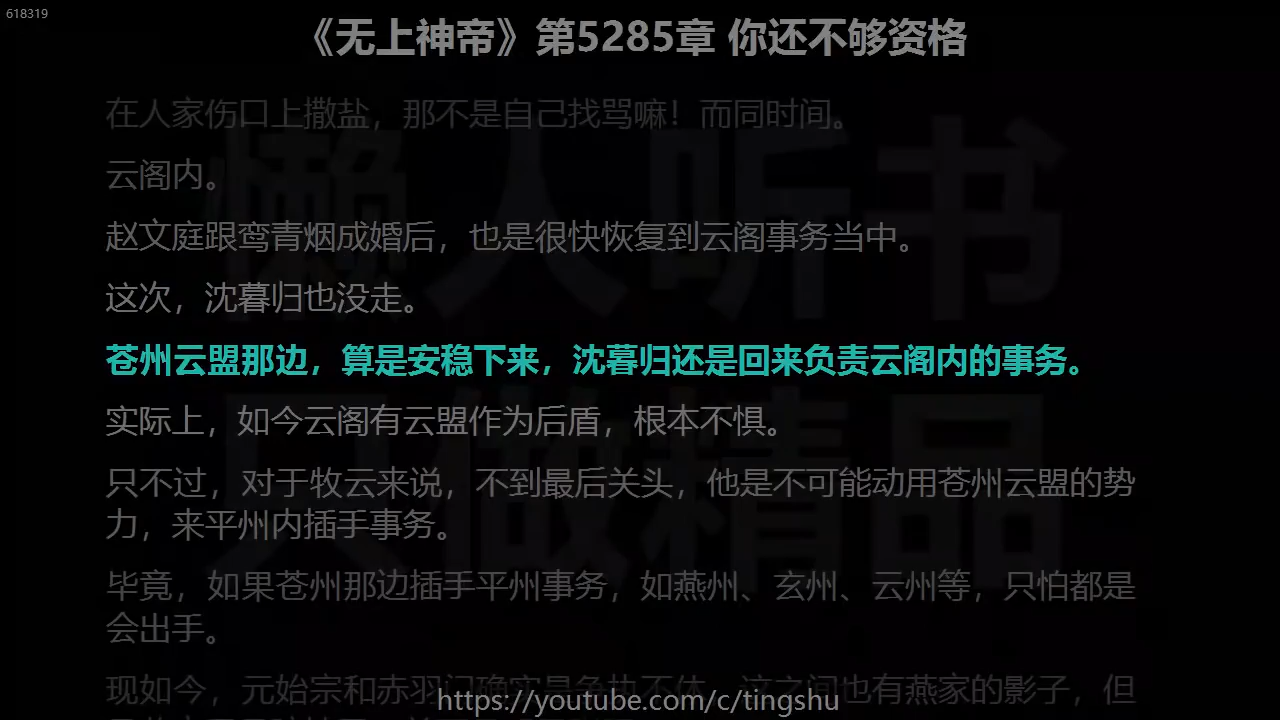 618319
《无上神帝》第5285章 你还不够资格
在人家伤口上撒盐，那不是自己找骂嘛！而同时间。
云阁内。
赵文庭跟鸾青烟成婚后，也是很快恢复到云阁事务当中。
这次，沈暮归也没走。
苍州云盟那边，算是安稳下来，沈暮归还是回来负责云阁内的事务。
实际上，如今云阁有云盟作为后盾，根本不惧。
只不过，对于牧云来说，不到最后关头，他是不可能动用苍州云盟的势
力，来平州内插手事务。
毕竟，如果苍州那边插手平州事务，如燕州、玄州、云州等，只怕都是
会出手。
现如今，元始宗和赤羽门确实是争执不休，这之间也有燕家的影子，但
https://youtube.com/c/tingshu
懒人听书
只做精品